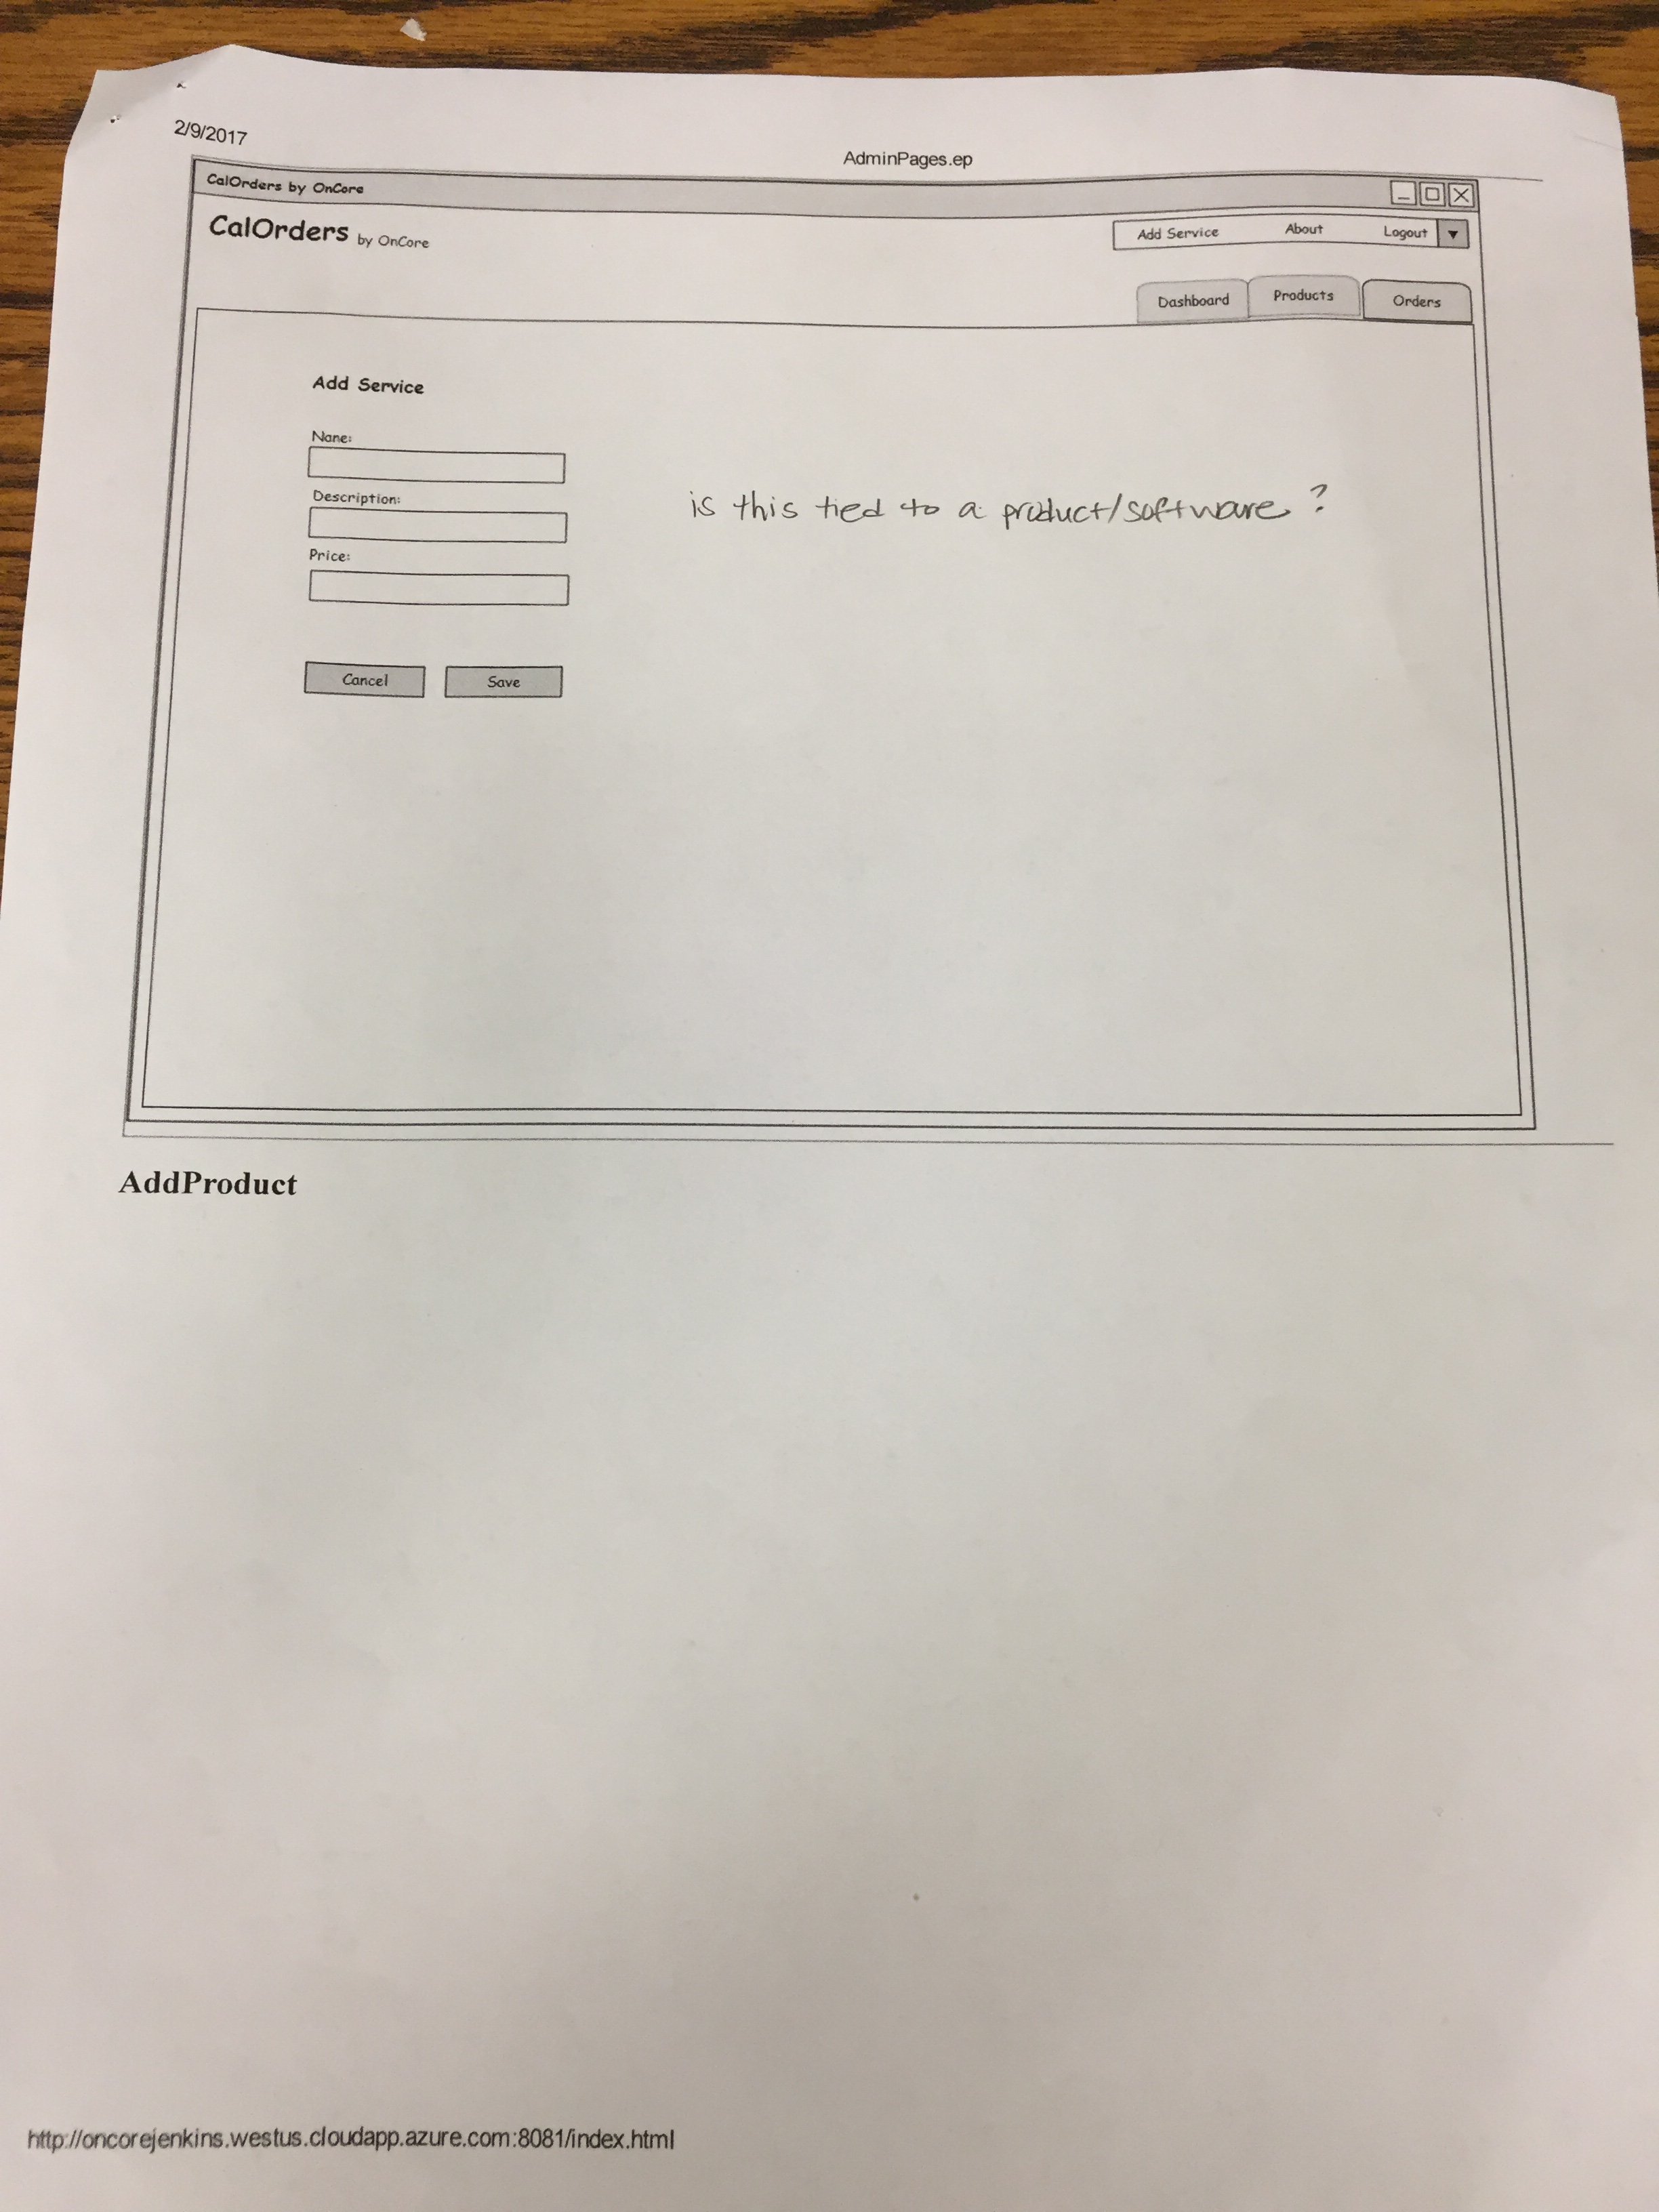 2/9/2017
AdminPages.ep
CalOrders by OnCore
CalOrders by OnCore
Add Service About Logout
Dashboard Products Orders
Add Service
Nane:
Description:
is this tied to a product/software ?
Price:
Cancel Save
AddProduct
http://oncorejenkins.westus.cloudapp.azure.com:8081/index.html